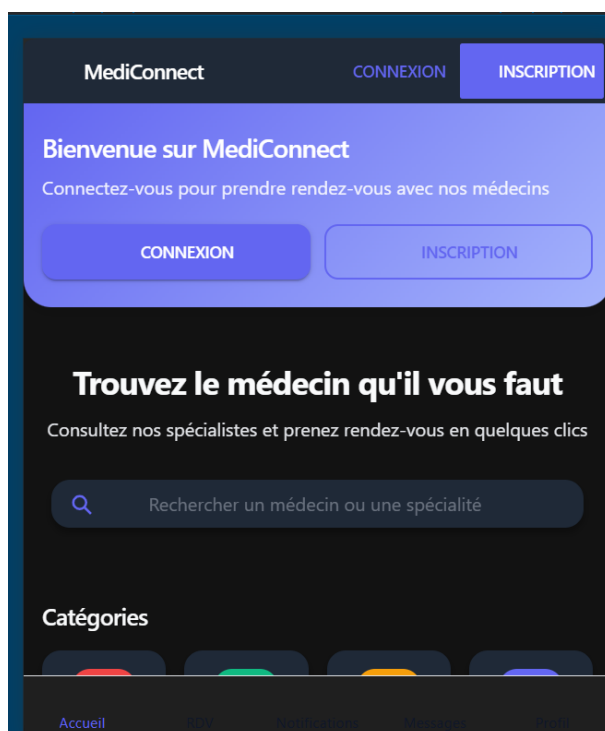 MediConnect CONNEXION INSCRIPTION
Bienvenue sur MediConnect
Connectez-vous pour prendre rendez-vous avec nos médecins
CONNEXION INSCRIPTION
Trouvez le médecin qu'il vous faut
Consultez nos spécialistes et prenez rendez-vous en quelques clics
Rechercher un médecin ou une spécialité
Catégories
Accueil RDV Notifications Messages Profil